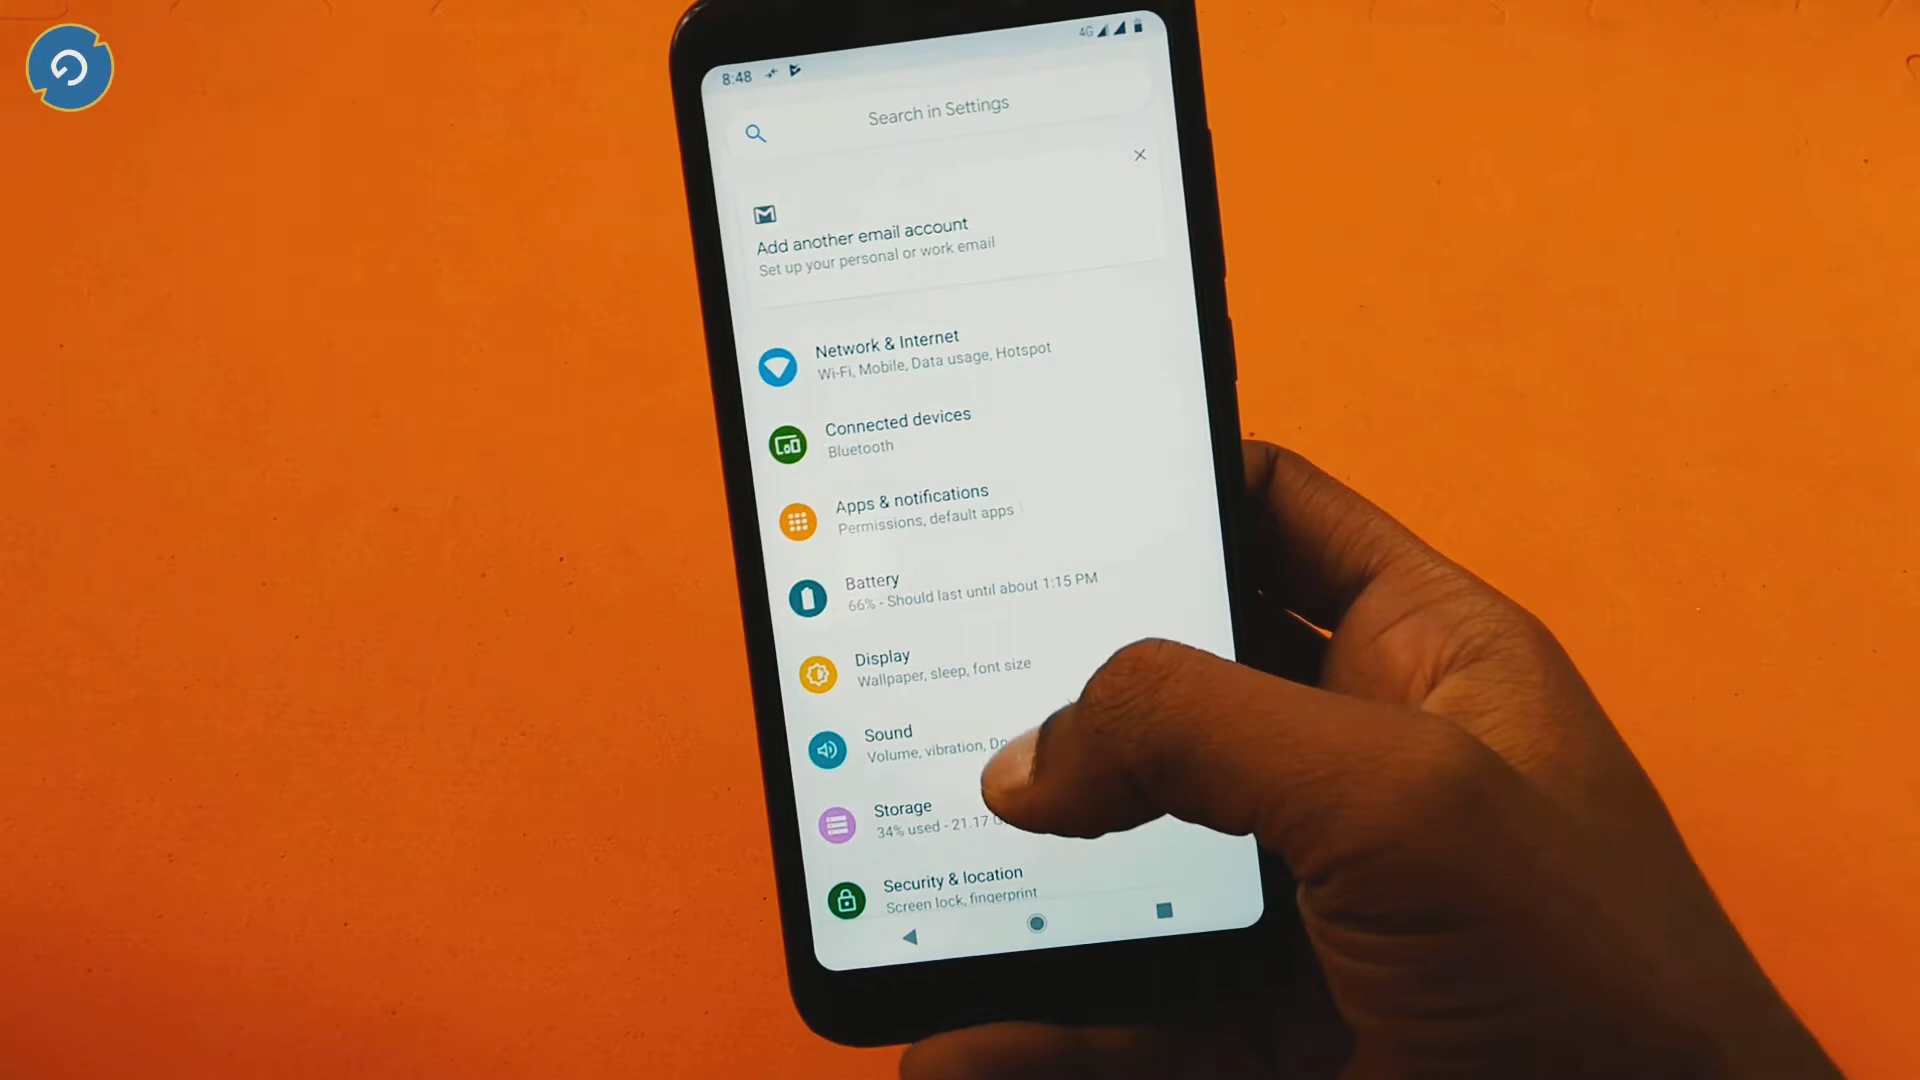 8:48
4G
Search in Settings
Add another email account
Set up your personal or work email
Network & Internet
Wi-Fi, Mobile, Data usage, Hotspot
Connected devices
Bluetooth
Apps & notifications
Permissions, default apps
Battery
66% - Should last until about 1:15 PM
Display
Wallpaper, sleep, font size
Sound
Volume, vibration,
Storage
34% used - 21.17
Security & location
Screen lock, fingerprint